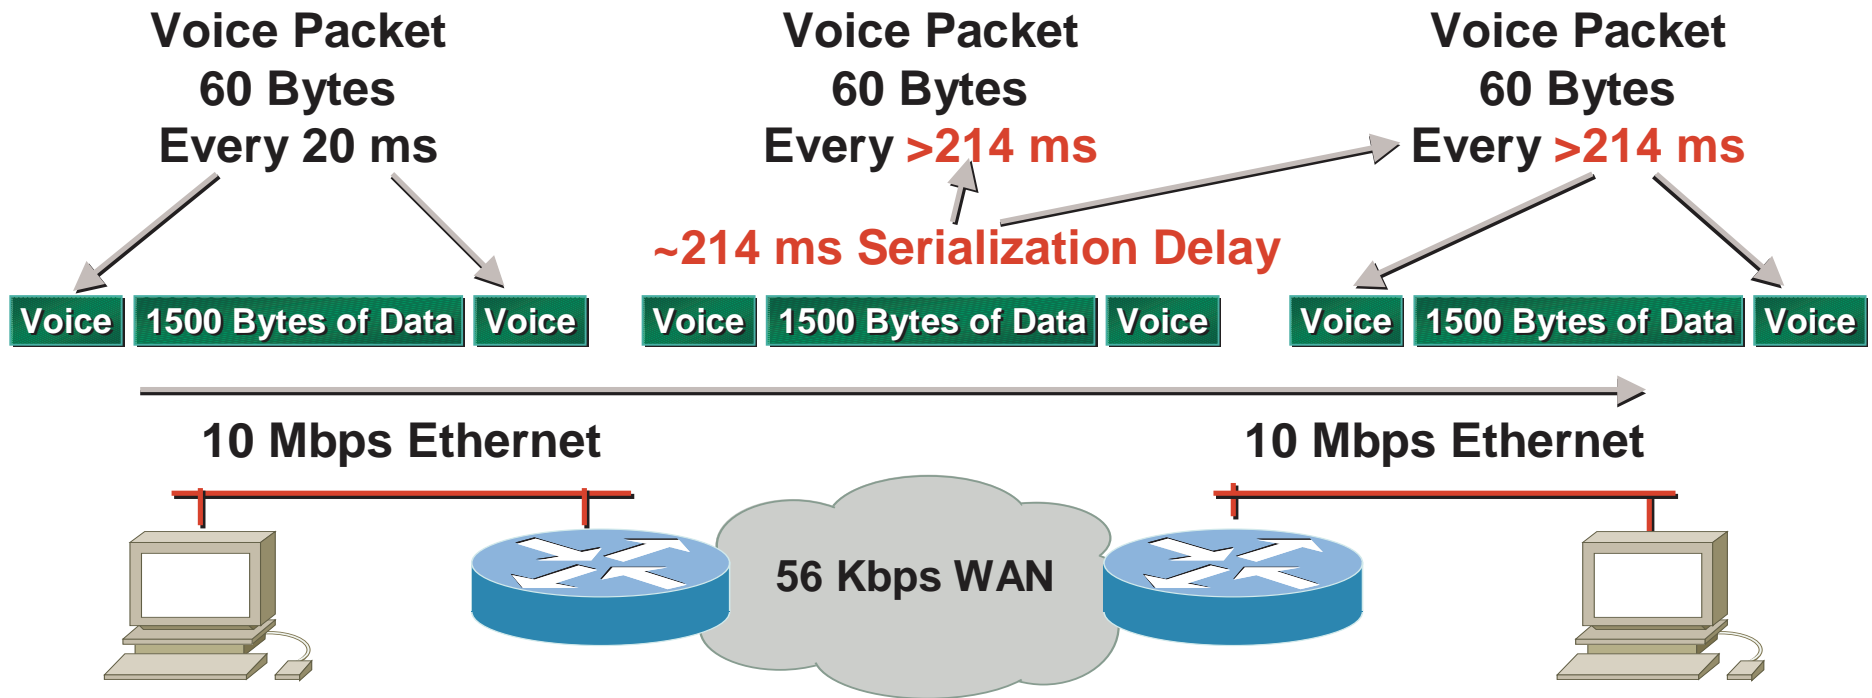 Voice Packet
60 Bytes
Every 20 ms
Voice Packet
60 Bytes
Every >214 ms
Voice Packet
60 Bytes
Every >214 ms
~214 ms Serialization Delay
Voice
1500 Bytes of Data
Voice
Voice
1500 Bytes of Data
Voice
Voice
1500 Bytes of Data
Voice
10 Mbps Ethernet
10 Mbps Ethernet
56 Kbps WAN